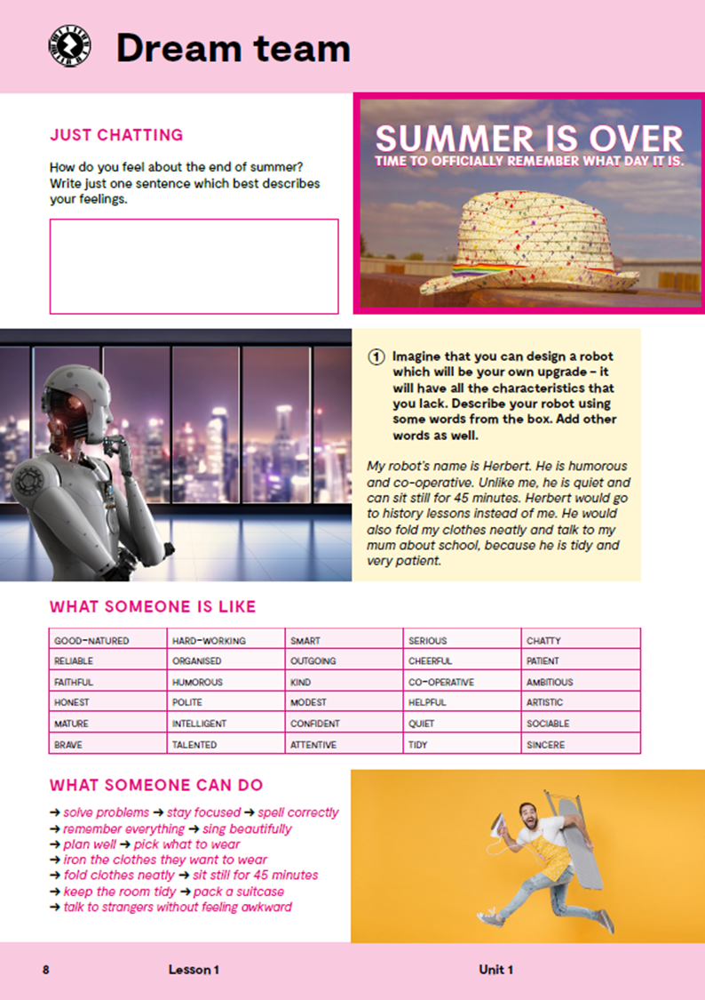 Dream team
JUST CHATTING
How do you feel about the end of summer?
Write just one sentence which best describes
your feelings.
SUMMER IS OVER
TIME TO OFFICIALLY REMEMBER WHAT DAY IT IS.
1 Imagine that you can design a robot
which will be your own upgrade – it
will have all the characteristics that
you lack. Describe your robot using
some words from the box. Add other
words as well.
My robot's name is Herbert. He is humorous
and co-operative. Unlike me, he is quiet and
can sit still for 45 minutes. Herbert would go
to history lessons instead of me. He would
also fold my clothes neatly and talk to my
mum about school, because he is tidy and
very patient.
WHAT SOMEONE IS LIKE
GOOD-NATURED HARD-WORKING SMART SERIOUS CHATTY
RELIABLE ORGANISED OUTGOING CHEERFUL PATIENT
FAITHFUL HUMOROUS KIND CO-OPERATIVE AMBITIOUS
HONEST POLITE MODEST HELPFUL ARTISTIC
MATURE INTELLIGENT CONFIDENT QUIET SOCIABLE
BRAVE TALENTED ATTENTIVE TIDY SINCERE
WHAT SOMEONE CAN DO
→ solve problems → stay focused → spell correctly
→ remember everything → sing beautifully
→ plan well → pick what to wear
→ iron the clothes they want to wear
→ fold clothes neatly → sit still for 45 minutes
→ keep the room tidy → pack a suitcase
→ talk to strangers without feeling awkward
8 Lesson 1 Unit 1